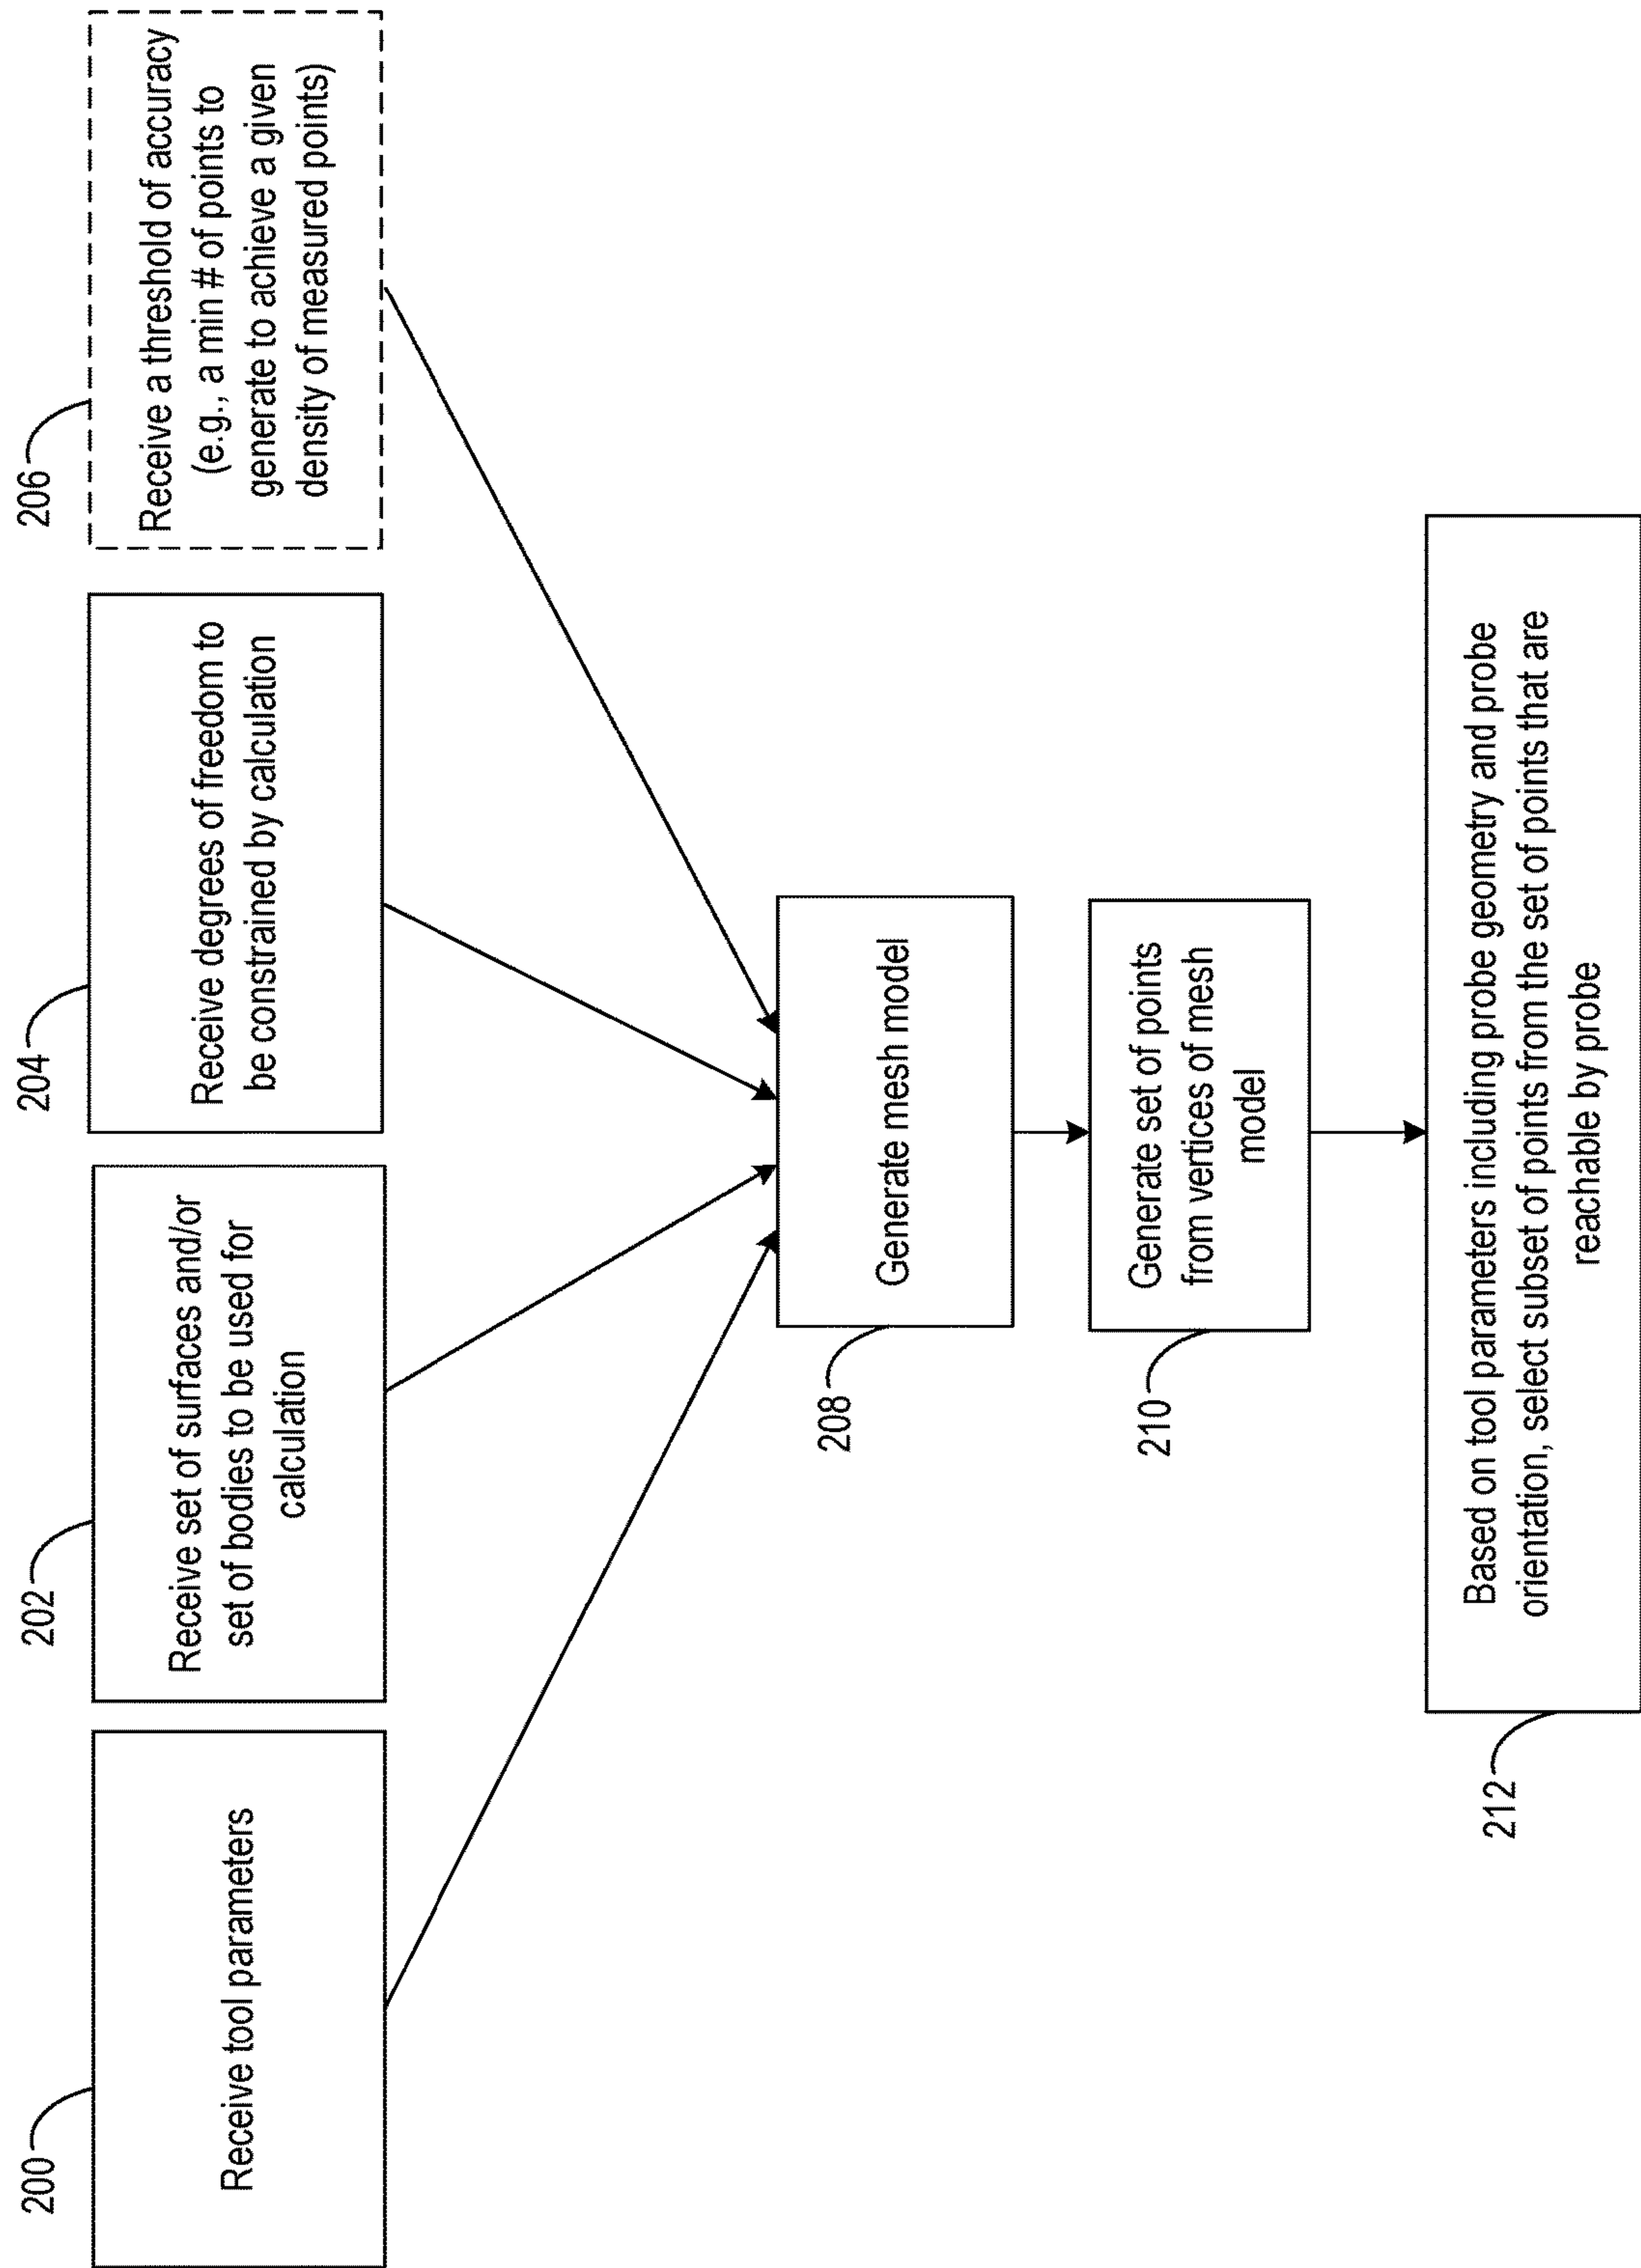 200
Receive tool parameters
202
Receive set of surfaces and/or
set of bodies to be used for
calculation
204
Receive degrees of freedom to
be constrained by calculation
206
Receive a threshold of accuracy
(e.g., a min # of points to
generate to achieve a given
density of measured points)
208
Generate mesh model
210
Generate set of points
from vertices of mesh
model
212
Based on tool parameters including probe geometry and probe
orientation, select subset of points from the set of points that are
reachable by probe